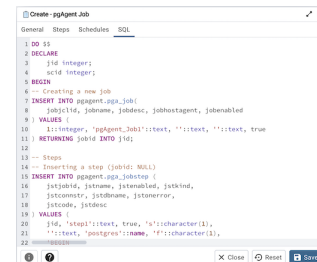 Create - pgAgent Job
General Steps Schedules SQL
1 DO $$
2 DECLARE
3 jid integer;
4 scid integer;
5 BEGIN
6 -- Creating a new job
7 INSERT INTO pgagent.pga_job(
8 jobjclid, jobname, jobdesc, jobhostagent, jobenabled
9 ) VALUES (
10 1::integer, 'pgAgent_Job1'::text, ''::text, ''::text, true
11 ) RETURNING jobid INTO jid;
12
13 -- Steps
14 -- Inserting a step (jobid: NULL)
15 INSERT INTO pgagent.pga_jobstep (
16 jstjobid, jstname, jstenabled, jstkind,
17 jstconnstr, jstdbname, jstonerror,
18 jstcode, jstdesc
19 ) VALUES (
20 jid, 'step1'::text, true, 's'::character(1),
21 ''::text, 'postgres'::name, 'f'::character(1),
22 'BEGIN
Close Reset Save